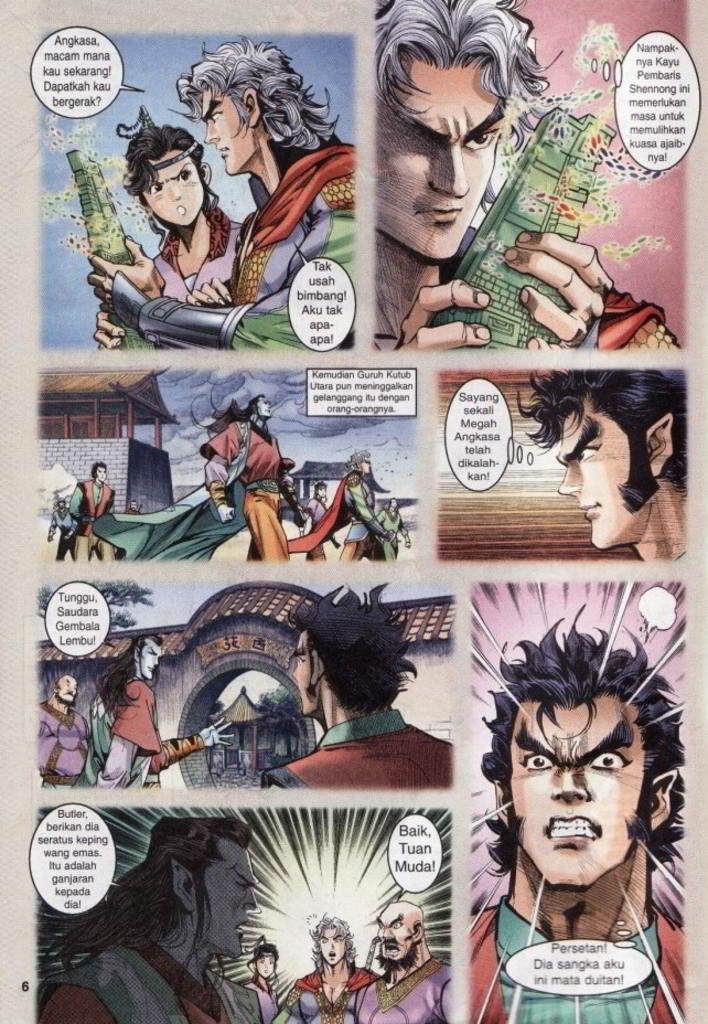 Angkasa,
macam mana
kau sekarang!
Dapatkah kau
bergerak?
Tak
usah
bimbang!
Aku tak
apa-
apa!
Nampak-
nya Kayu
Pembaris
Shennong ini
memerlukan
masa untuk
memulihkan
kuasa ajaib-
nya!
Kemudian Guruh Kutub
Utara pun meninggalkan
gelanggang itu dengan
orang-orangnya.
Sayang
sekali
Megah
Angkasa
telah
dikalah-
kan!
Tunggu,
Saudara
Gembala
Lembu!
Butler,
berikan dia
seratus keping
wang emas.
Itu adalah
ganjaran
kepada
dia!
Baik,
Tuan
Muda!
Persetan!
Dia sangka aku
ini mata duitan!
6